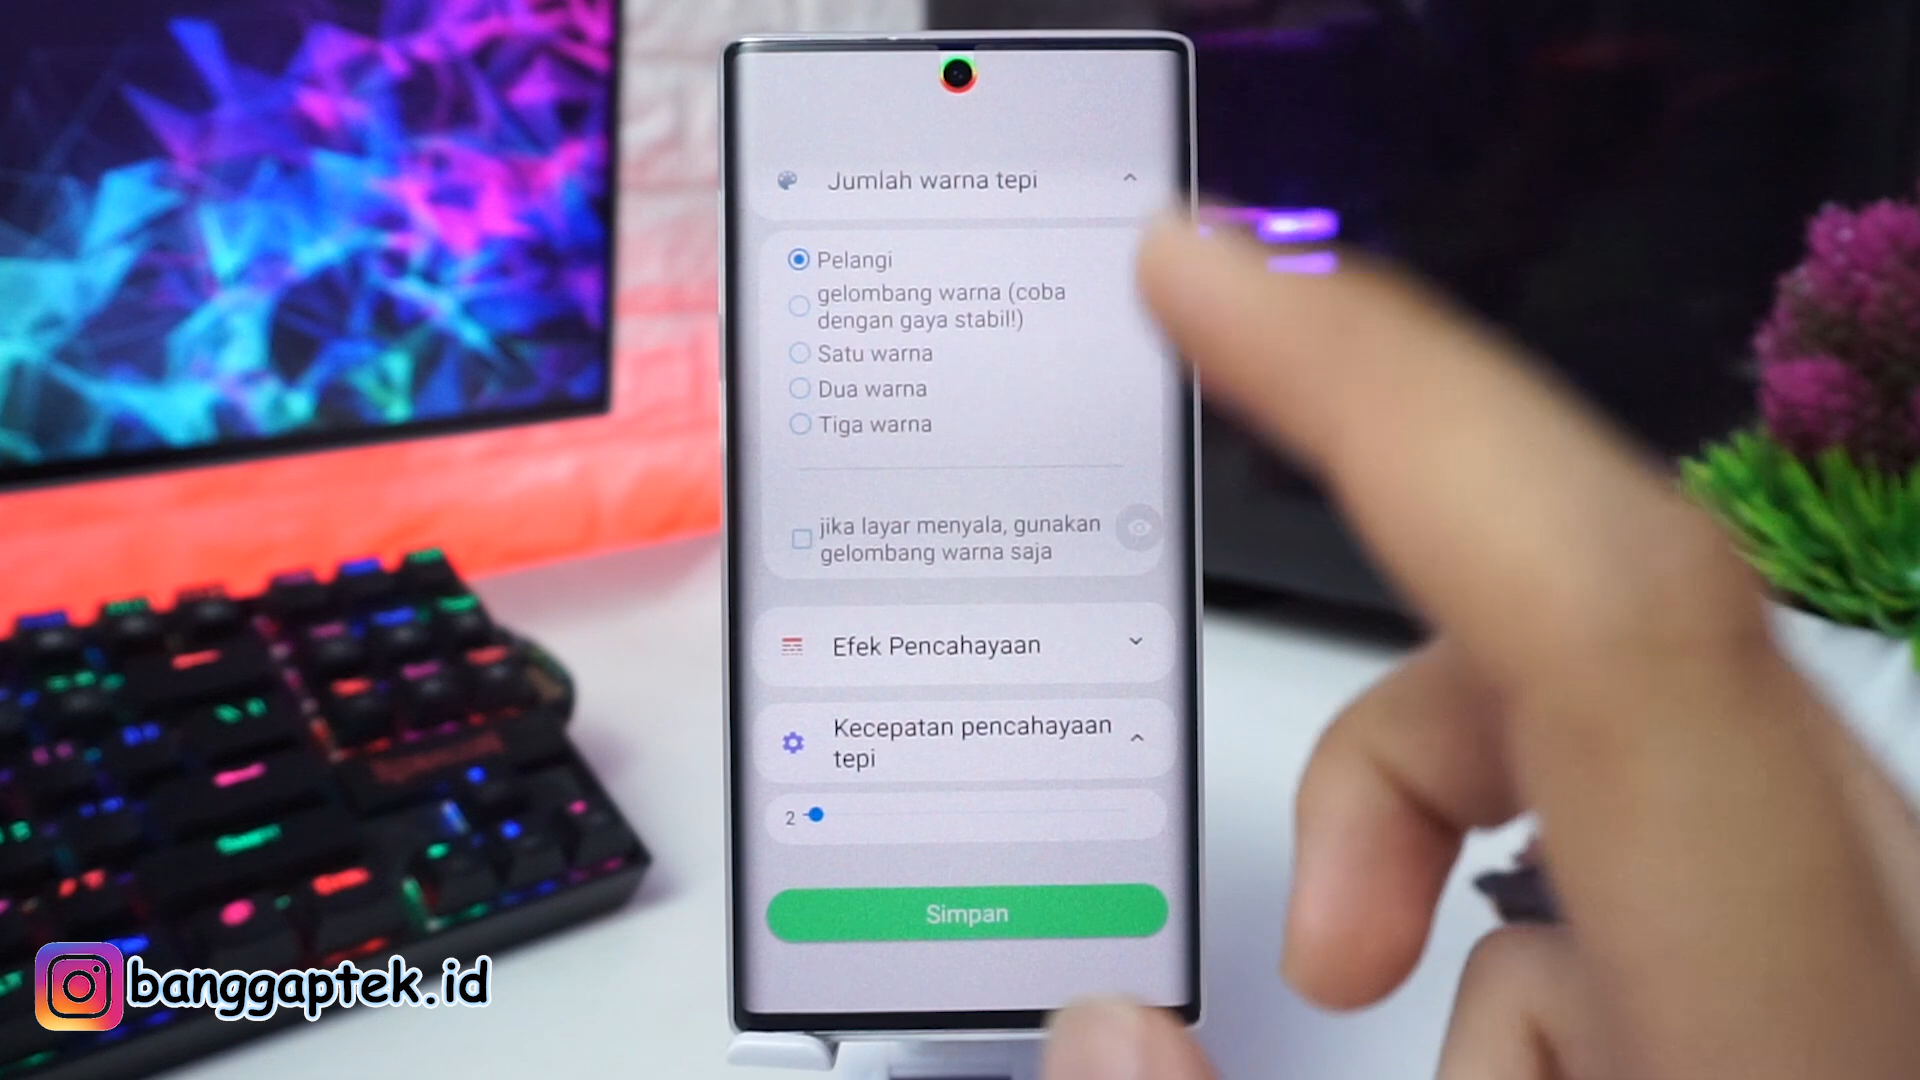 Jumlah warna tepi
Pelangi
gelombang warna (coba
dengan gaya stabil!)
Satu warna
Dua warna
Tiga warna
jika layar menyala, gunakan
gelombang warna saja
Efek Pencahayaan
Kecepatan pencahayaan
tepi
2
Simpan
banggaptek.id